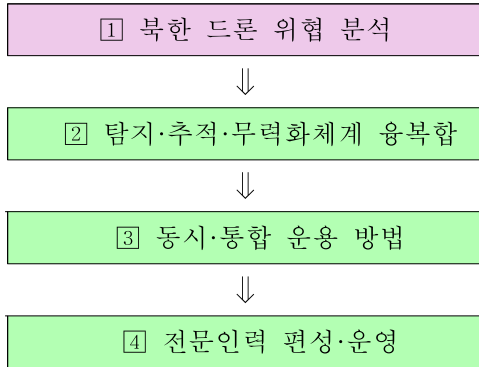 1 북한 드론 위협 분석
⇓
2 탐지·추적·무력화체계 융복합
⇓
3 동시·통합 운용 방법
⇓
4 전문인력 편성·운영